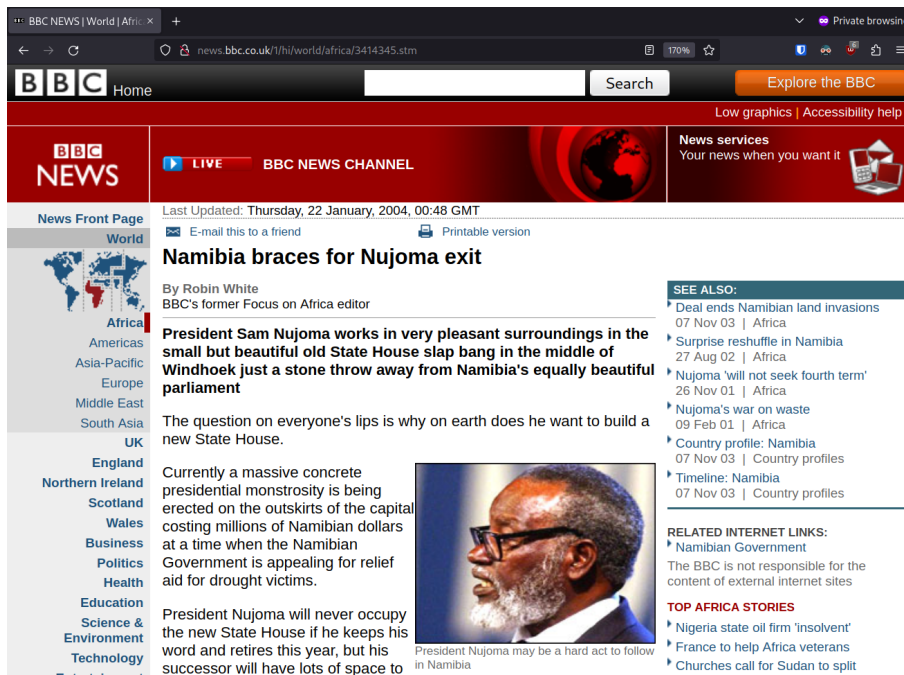 BBC NEWS | World | Afric
Private browsing
news.bbc.co.uk/1/hi/world/africa/3414345.stm
170%
BBC Home
Search
Explore the BBC
Low graphics | Accessibility help
BBC NEWS
LIVE BBC NEWS CHANNEL
News services
Your news when you want it
News Front Page
World
Africa
Americas
Asia-Pacific
Europe
Middle East
South Asia
UK
England
Northern Ireland
Scotland
Wales
Business
Politics
Health
Education
Science &
Environment
Technology
Last Updated: Thursday, 22 January, 2004, 00:48 GMT
E-mail this to a friend
Printable version
Namibia braces for Nujoma exit
By Robin White
BBC's former Focus on Africa editor
President Sam Nujoma works in very pleasant surroundings in the
small but beautiful old State House slap bang in the middle of
Windhoek just a stone throw away from Namibia's equally beautiful
parliament
The question on everyone's lips is why on earth does he want to build a
new State House.
Currently a massive concrete
presidential monstrosity is being
erected on the outskirts of the capital
costing millions of Namibian dollars
at a time when the Namibian
Government is appealing for relief
aid for drought victims.
President Nujoma will never occupy
the new State House if he keeps his
word and retires this year, but his
successor will have lots of space to
President Nujoma may be a hard act to follow
in Namibia
SEE ALSO:
Deal ends Namibian land invasions
07 Nov 03 | Africa
Surprise reshuffle in Namibia
27 Aug 02 | Africa
Nujoma 'will not seek fourth term'
26 Nov 01 | Africa
Nujoma's war on waste
09 Feb 01 | Africa
Country profile: Namibia
07 Nov 03 | Country profiles
Timeline: Namibia
07 Nov 03 | Country profiles
RELATED INTERNET LINKS:
Namibian Government
The BBC is not responsible for the
content of external internet sites
TOP AFRICA STORIES
Nigeria state oil firm 'insolvent'
France to help Africa veterans
Churches call for Sudan to split